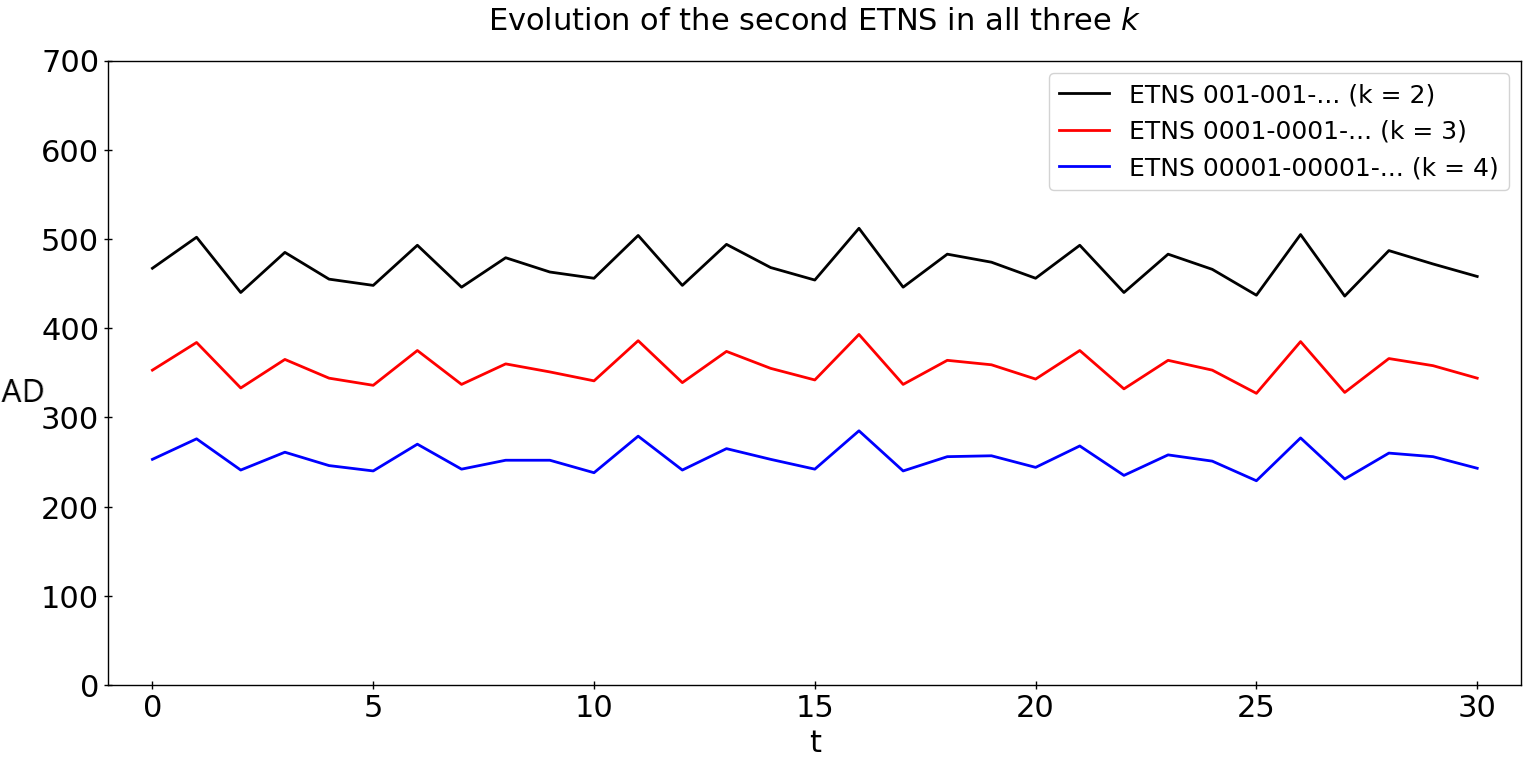 Evolution of the second ETNS in all three k
700
600
500
400
300
200
100
0
AD
ETNS 001-001-... (k = 2)
ETNS 0001-0001-... (k = 3)
ETNS 00001-00001-... (k = 4)
0 5 10 15 20 25 30
t